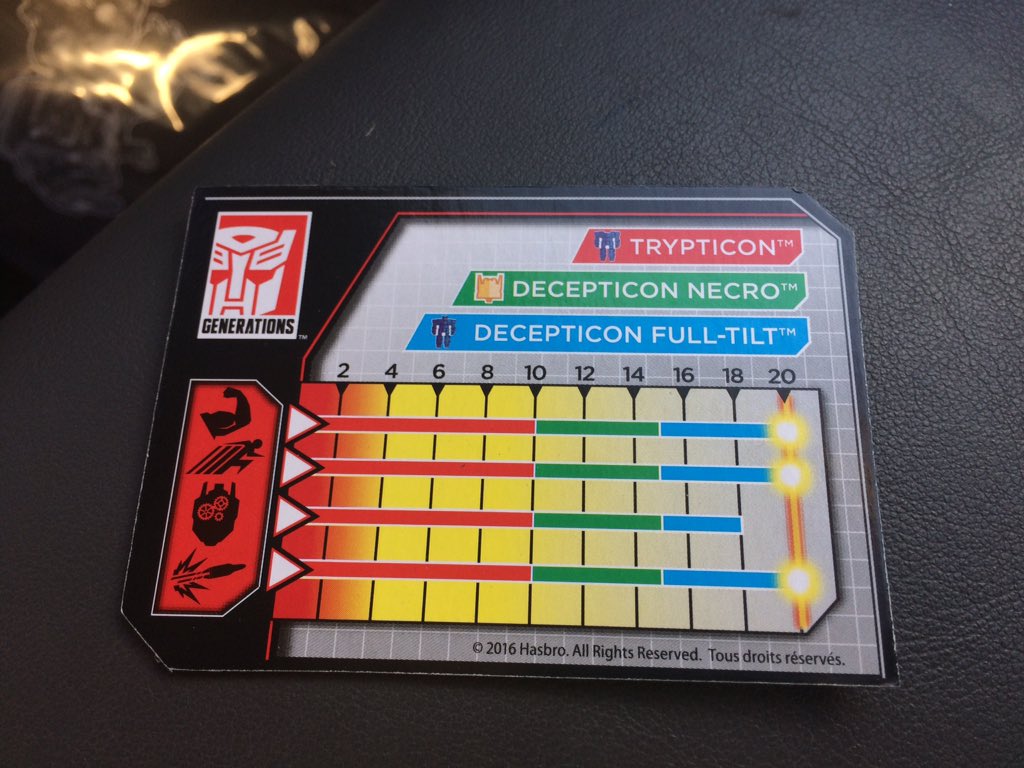 GENERATIONS™
TRYPTICON™
DECEPTICON NECRO™
DECEPTICON FULL-TILT™
2 4 6 8 10 12 14 16 18 20
© 2016 Hasbro. All Rights Reserved. Tous droits réservés.